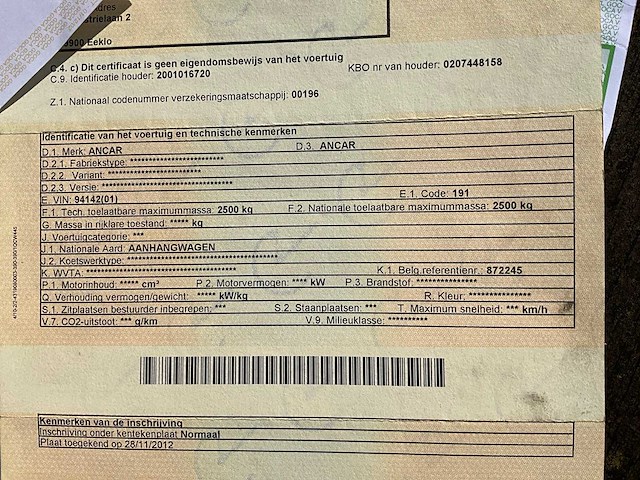 dres
strielaan 2
9900 Eeklo
C.4. c) Dit certificaat is geen eigendomsbewijs van het voertuig
C.9. Identificatie houder: 2001016720
KBO nr van houder: 0207448158
Z.1. Nationaal codenummer verzekeringsmaatschappij: 00196
Identificatie van het voertuig en technische kenmerken
D.1. Merk: ANCAR D.3. ANCAR
D.2.1. Fabriekstype: ***********************
D.2.2. Variant: ***********************
D.2.3. Versie: ********************************
E. VIN: 94142(01) E.1. Code: 191
F.1. Tech. toelaatbare maximummassa: 2500 kg F.2. Nationale toelaatbare maximummassa: 2500 kg
G. Massa in rijklare toestand: ***** kg
J. Voertuigcategorie: ***
J.1. Nationale Aard: AANHANGWAGEN
J.2. Koetswerktype: **************************************
K. WVTA: ************************************* K.1. Belg.referentienr.: 872245
P.1. Motorinhoud: ***** cm³ P.2. Motorvermogen: **** kW P.3. Brandstof: ***************
Q. Verhouding vermogen/gewicht: ***** kW/kg R. Kleur: ****************
S.1. Zitplaatsen bestuurder inbegrepen: *** S.2. Staanplaatsen: *** T. Maximum snelheid: *** km/h
V.7. CO2-uitstoot: *** g/km V.9. Milieuklasse: **********
Kenmerken van de inschrijving
Inschrijving onder kentekenplaat Normaal
Plaat toegekend op 28/11/2012